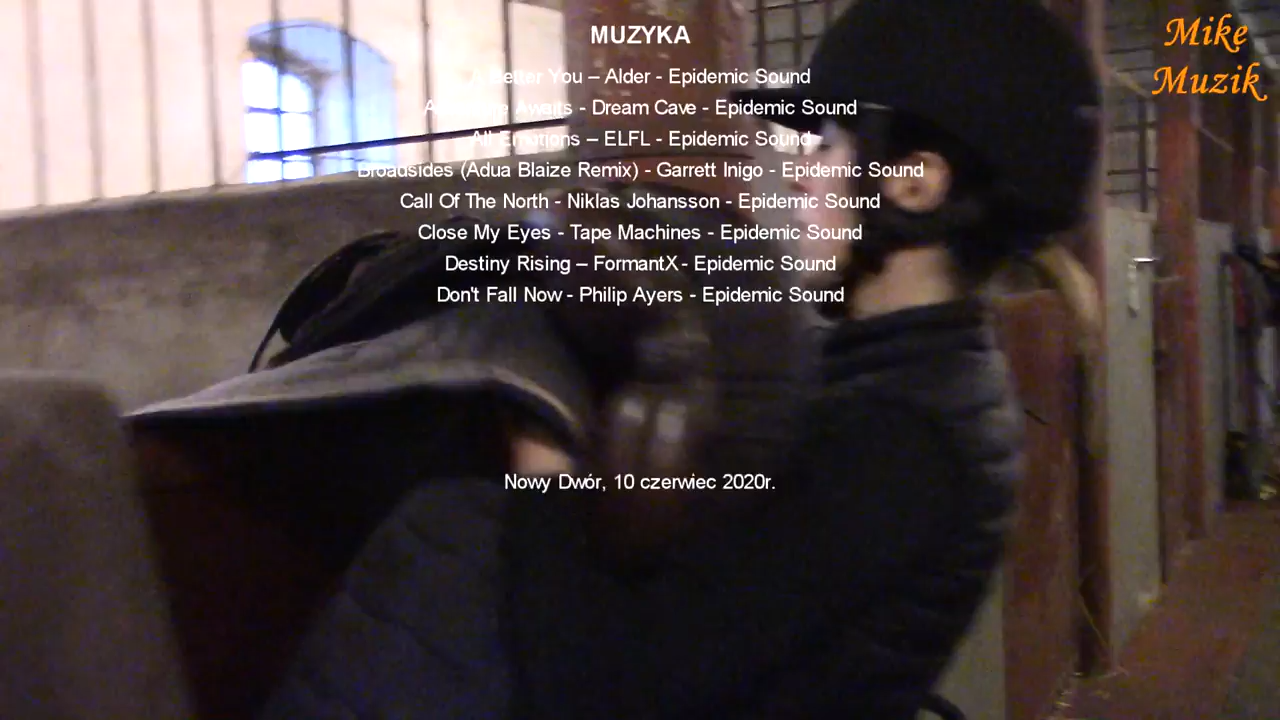 MUZYKA
A Better You – Alder - Epidemic Sound
Awaits - Dream Cave - Epidemic Sound
All Emotions – ELFL - Epidemic Sound
Broadsides (Adua Blaize Remix) - Garrett Inigo - Epidemic Sound
Call Of The North - Niklas Johansson - Epidemic Sound
Close My Eyes - Tape Machines - Epidemic Sound
Destiny Rising – FormantX - Epidemic Sound
Don't Fall Now - Philip Ayers - Epidemic Sound
Nowy Dwór, 10 czerwiec 2020r.
Mike
Muzik